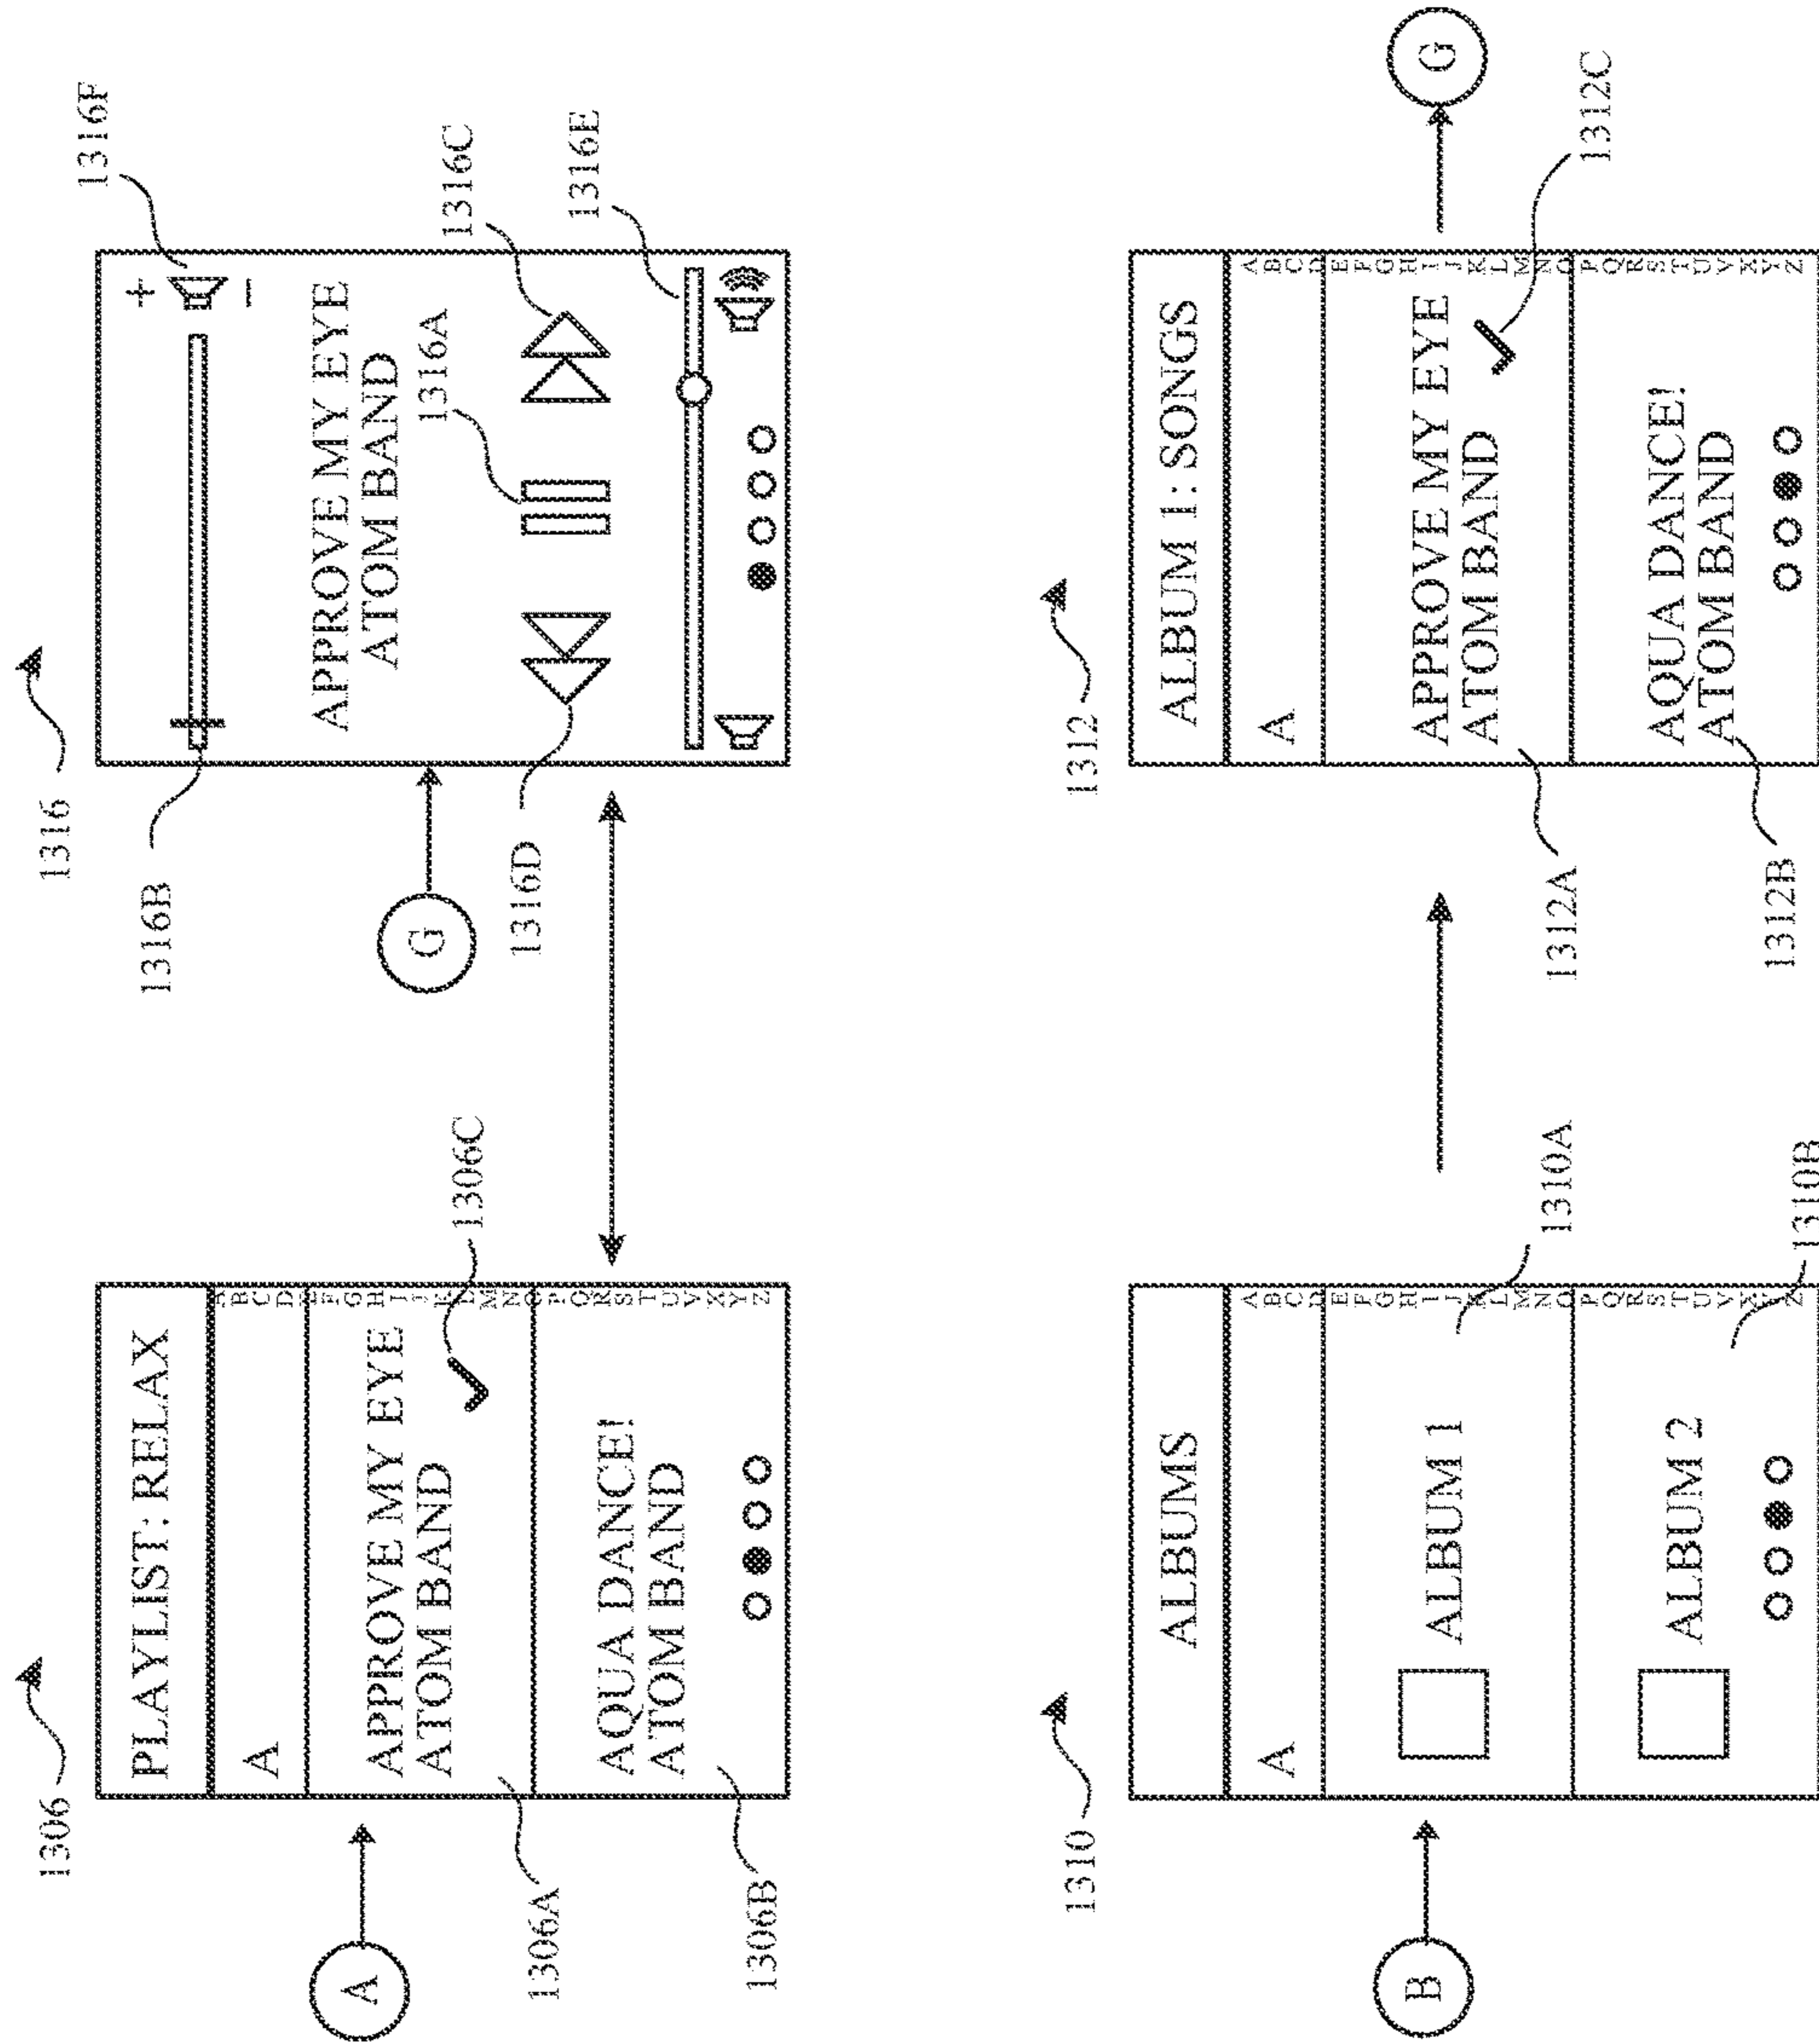 1306
PLAYLIST: RELAX
A
APPROVE MY EYE
ATOM BAND
AQUA DANCE!
ATOM BAND
A
B
C
D
E
F
G
H
I
J
K
L
M
N
O
P
Q
R
S
T
U
V
X
Y
Z
A
1306A
1306B
1306C
1316
1316B
1316F
+
−
APPROVE MY EYE
ATOM BAND
1316A
1316C
1316D
1316E
G
1310
ALBUMS
A
ALBUM 1
ALBUM 2
A
B
C
D
E
F
G
H
I
J
K
L
M
N
O
P
Q
R
S
T
U
V
X
Y
Z
B
1310A
1310B
1312
ALBUM 1: SONGS
A
APPROVE MY EYE
ATOM BAND
AQUA DANCE!
ATOM BAND
A
B
C
D
E
F
G
H
I
J
K
L
M
N
O
P
Q
R
S
T
U
V
X
Y
Z
1312A
1312B
1312C
G